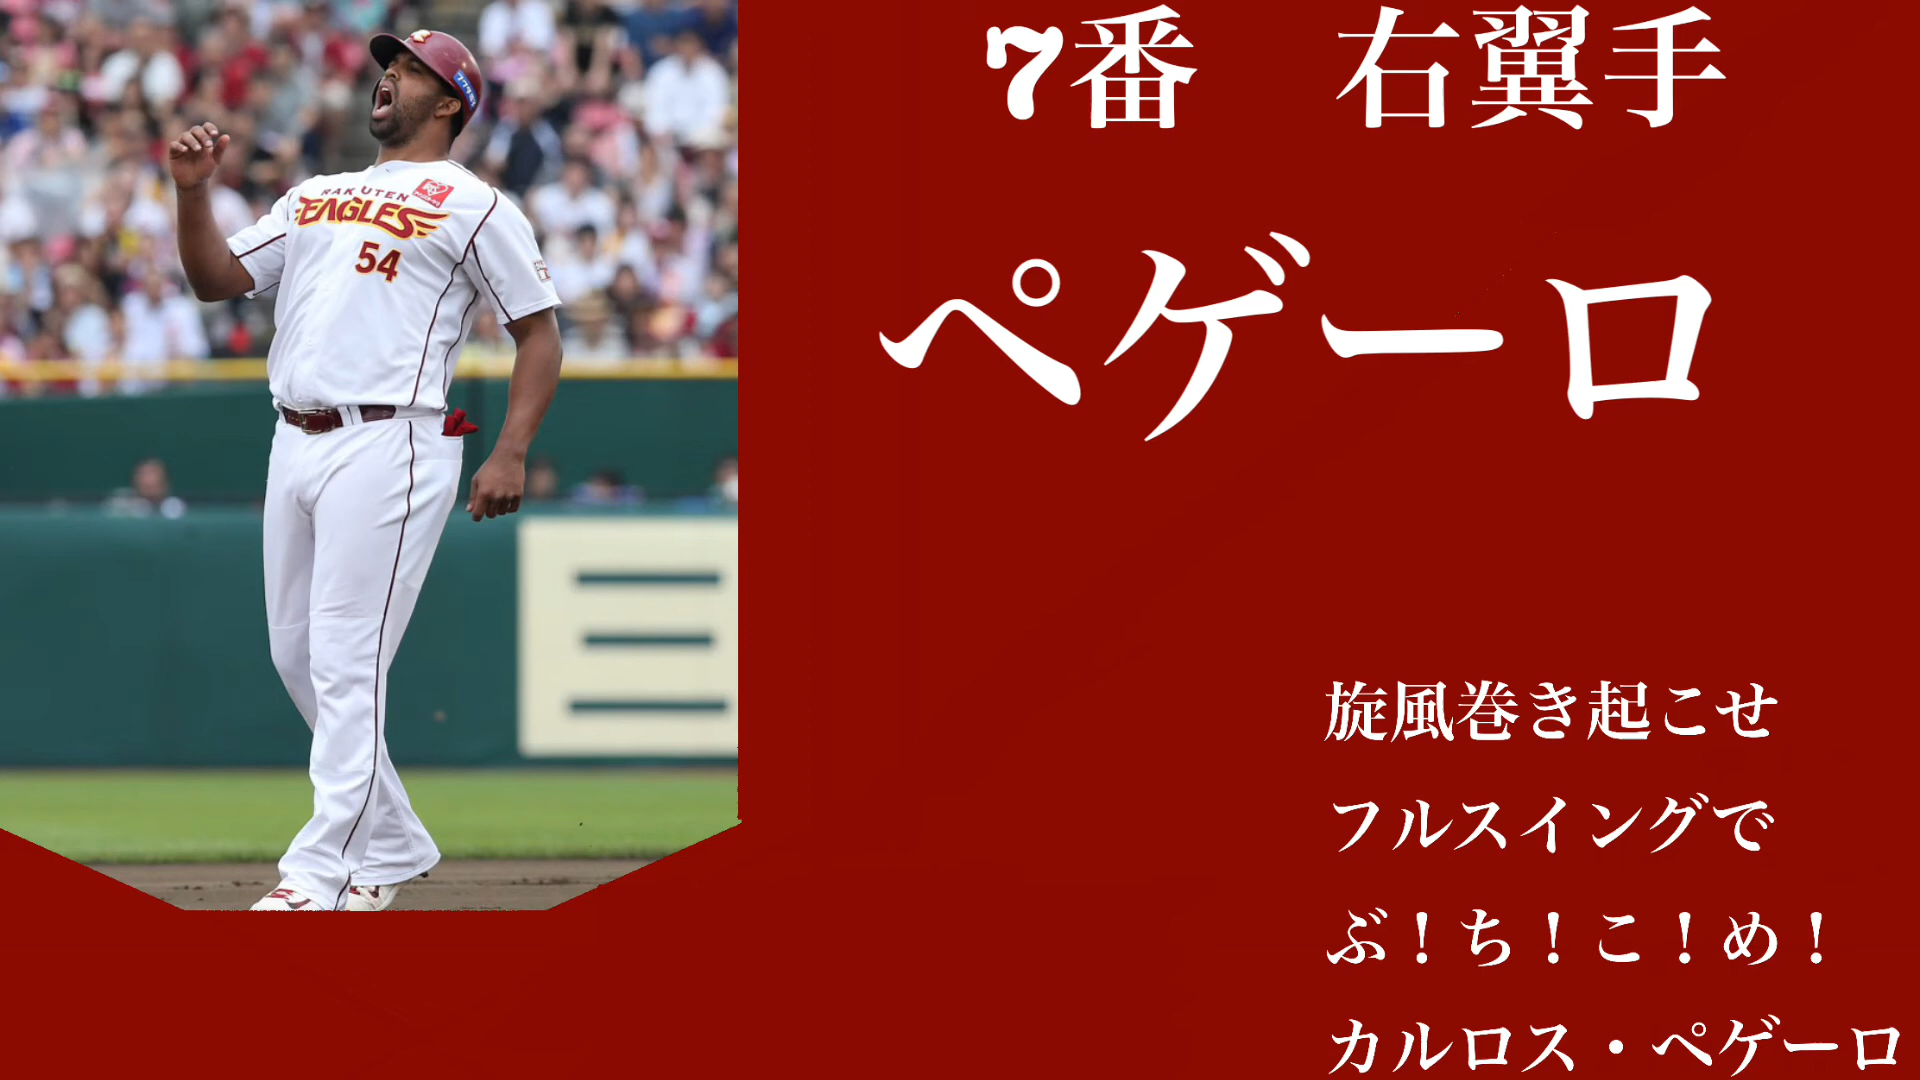 7番　右翼手
ペゲーロ
RAKUTEN
EAGLES
54
旋風巻き起こせ
フルスイングで
ぶ！ち！こ！め！
カルロス・ペゲーロ